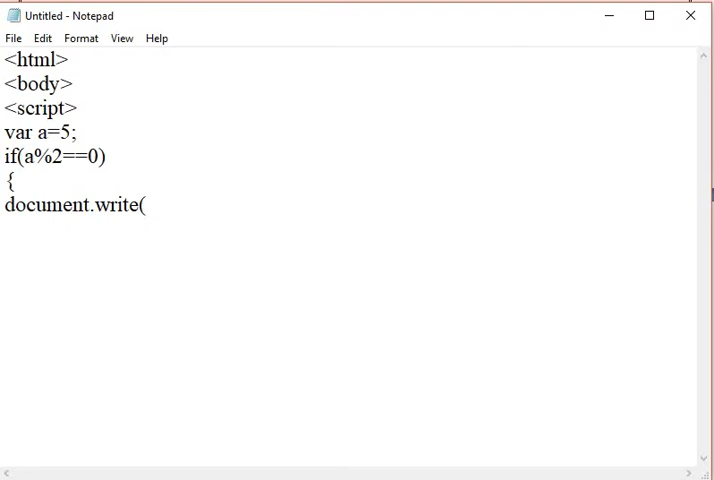 Untitled - Notepad
File Edit Format View Help
<html>
<body>
<script>
var a=5;
if(a%2==0)
{
document.write(